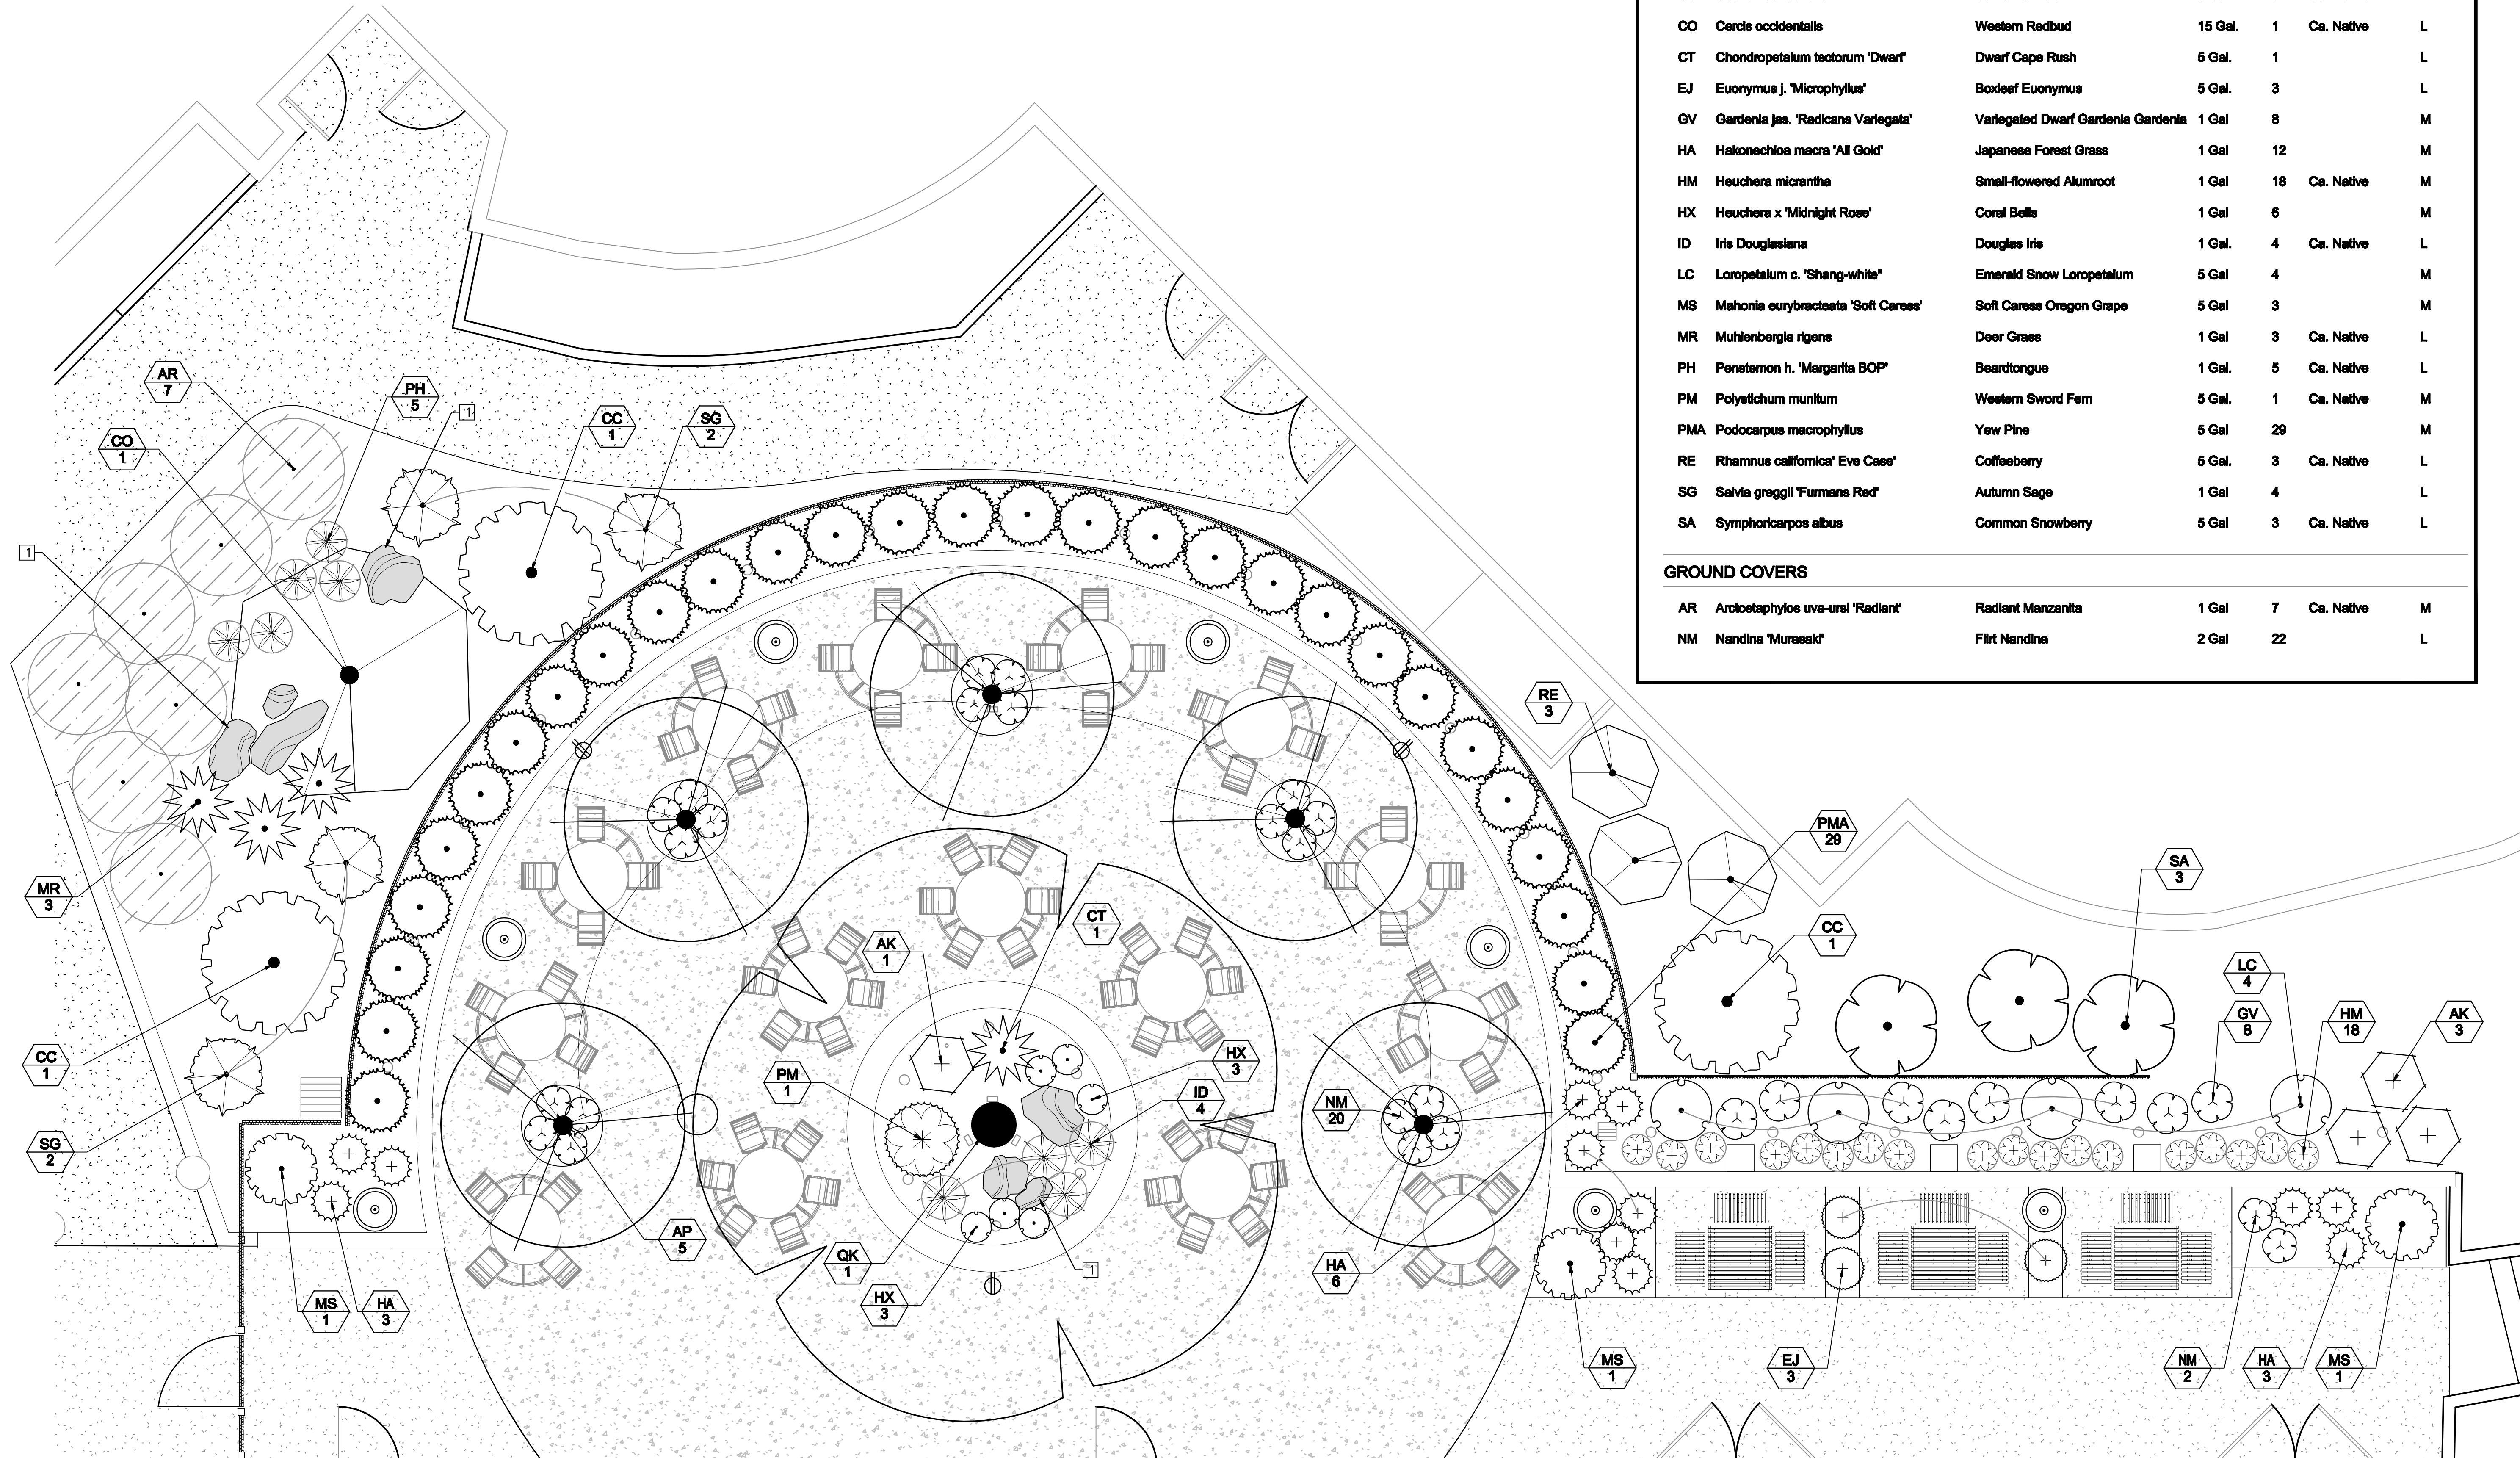 CO Cercis occidentalis Western Redbud 15 Gal. 1 Ca. Native L
CT Chondropetalum tectorum 'Dwarf' Dwarf Cape Rush 5 Gal. 1 L
EJ Euonymus j. 'Microphyllus' Boxleaf Euonymus 5 Gal. 3 L
GV Gardenia jas. 'Radicans Variegata' Variegated Dwarf Gardenia Gardenia 1 Gal 8 M
HA Hakonechloa macra 'All Gold' Japanese Forest Grass 1 Gal 12 M
HM Heuchera micrantha Small-flowered Alumroot 1 Gal 18 Ca. Native M
HX Heuchera x 'Midnight Rose' Coral Bells 1 Gal 6 M
ID Iris Douglasiana Douglas Iris 1 Gal. 4 Ca. Native L
LC Loropetalum c. 'Shang-white" Emerald Snow Loropetalum 5 Gal 4 M
MS Mahonia eurybracteata 'Soft Caress' Soft Caress Oregon Grape 5 Gal 3 M
MR Muhlenbergia rigens Deer Grass 1 Gal 3 Ca. Native L
PH Penstemon h. 'Margarita BOP' Beardtongue 1 Gal. 5 Ca. Native L
PM Polystichum munitum Western Sword Fern 5 Gal. 1 Ca. Native M
PMA Podocarpus macrophyllus Yew Pine 5 Gal 29 M
RE Rhamnus californica' Eve Case' Coffeeberry 5 Gal. 3 Ca. Native L
SG Salvia greggii 'Furmans Red' Autumn Sage 1 Gal 4 L
SA Symphoricarpos albus Common Snowberry 5 Gal 3 Ca. Native L
GROUND COVERS
AR Arctostaphylos uva-ursi 'Radiant' Radiant Manzanita 1 Gal 7 Ca. Native M
NM Nandina 'Murasaki' Flirt Nandina 2 Gal 22 L
AR
7
PH
5
1
CC
1
SG
2
CO
1
1
RE
3
PMA
29
SA
3
MR
3
CT
1
CC
1
AK
1
LC
4
GV
8
HM
18
AK
3
CC
1
HX
3
PM
1
ID
4
NM
20
SG
2
AP
5
QK
1
1
HA
6
HX
3
MS
1
HA
3
MS
1
EJ
3
NM
2
HA
3
MS
1